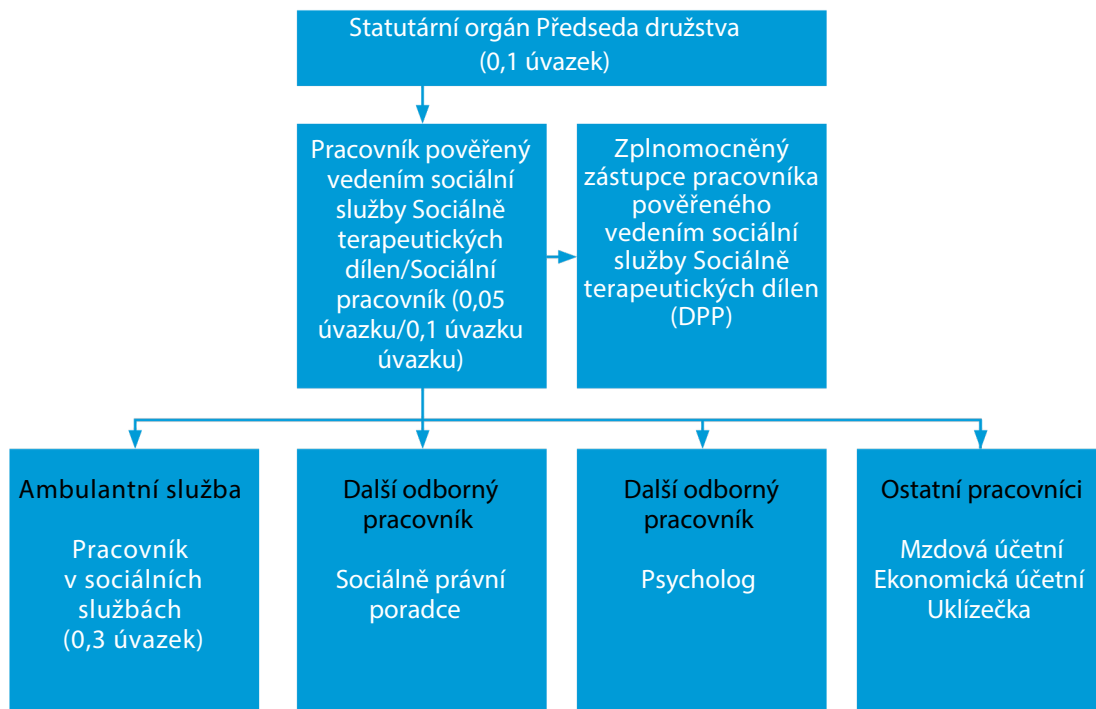 Statutární orgán Předseda družstva
(0,1 úvazek)
Pracovník pověřený
vedením sociální
služby Sociálně
terapeutických
dílen/Sociální
pracovník (0,05
úvazku/0,1 úvazku
úvazku)
Zplnomocněný
zástupce pracovníka
pověřeného
vedením sociální
služby Sociálně
terapeutických dílen
(DPP)
Ambulantní služba
Pracovník
v sociálních
službách
(0,3 úvazek)
Další odborný
pracovník
Sociálně právní
poradce
Další odborný
pracovník
Psycholog
Ostatní pracovníci
Mzdová účetní
Ekonomická účetní
Uklízečka